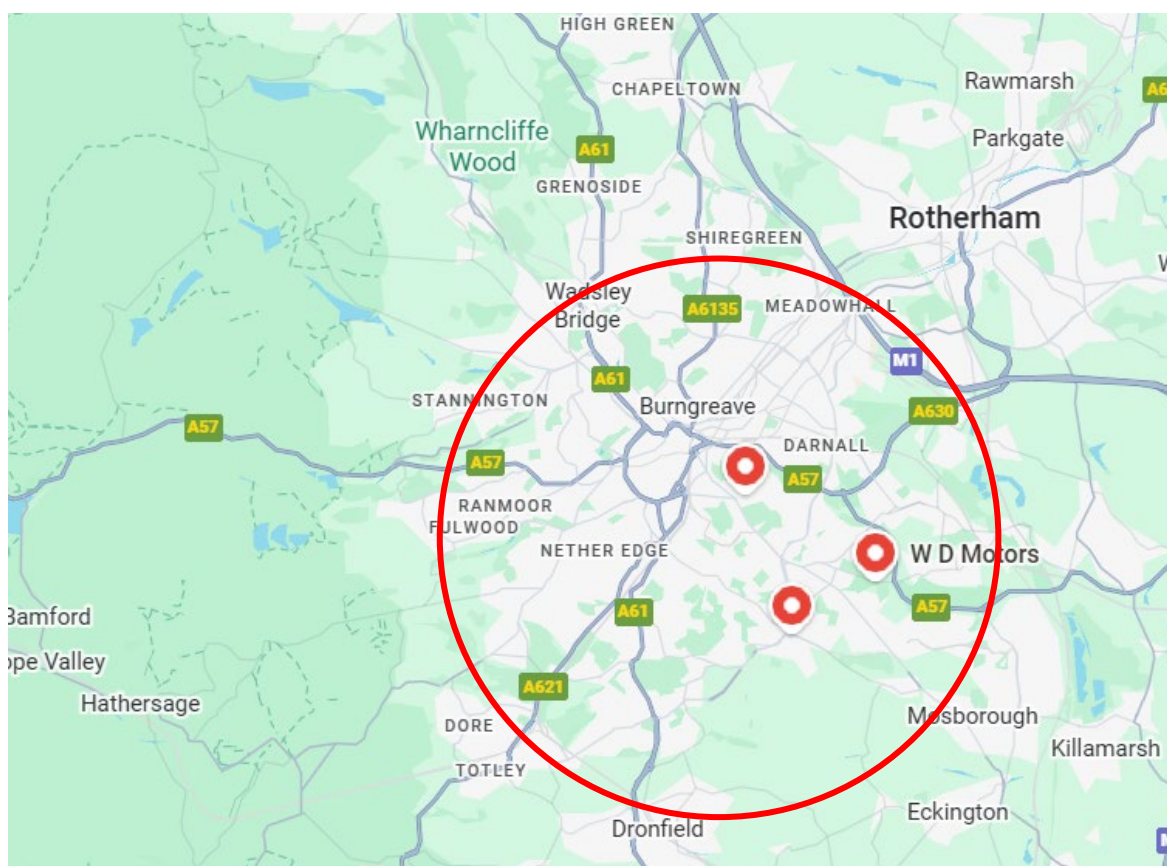 HIGH GREEN
CHAPELTOWN
Rawmarsh
A6
Parkgate
Wharncliffe
Wood
A61
GRENOSIDE
Rotherham
SHIREGREEN
W
Wadsley
Bridge
A6135
MEADOWHALL
M1
A61
STANNINGTON
Burngreave
A630
A57
DARNALL
A57
A57
RANMOOR
FULWOOD
NETHER EDGE
W D Motors
A61
A57
Bamford
ope Valley
Hathersage
A621
DORE
Mosborough
Killamarsh
TOTLEY
Eckington
Dronfield
M